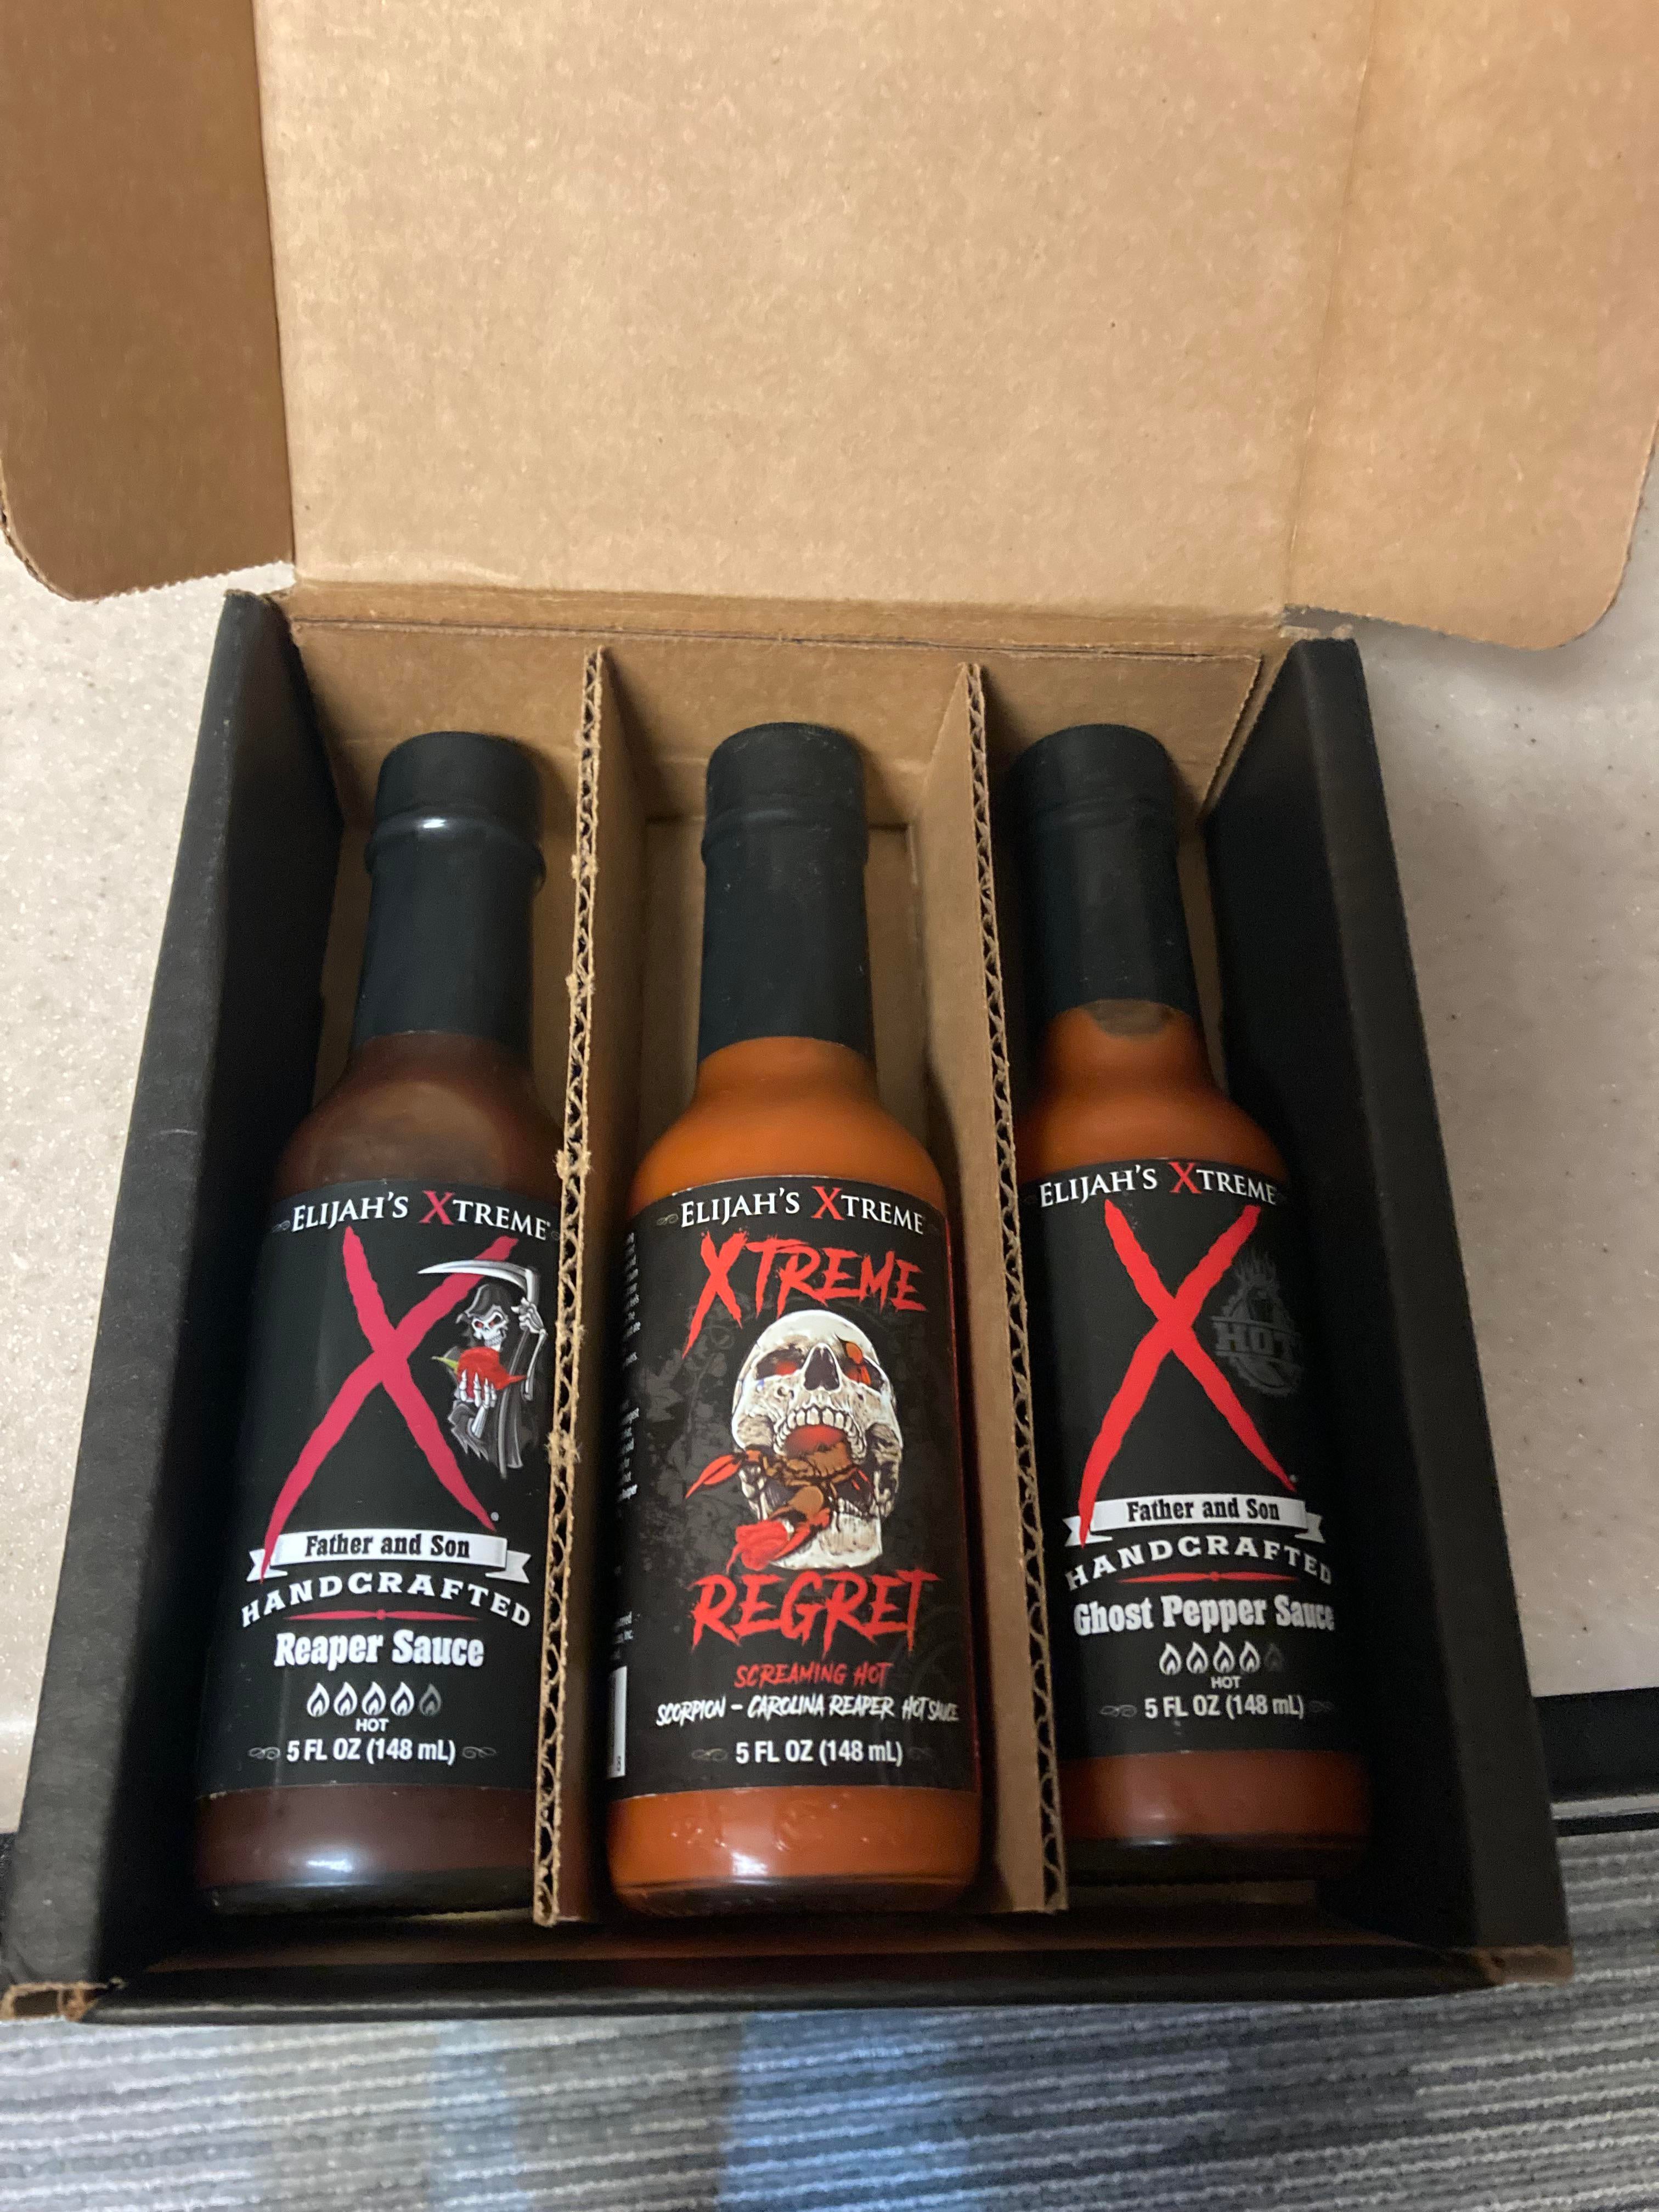 ELIJAH'S XTREME®
X
Father and Son
HANDCRAFTED
Reaper Sauce
HOT
5 FL OZ (148 mL)
ELIJAH'S XTREME
XTREME
REGRET
SCREAMING HOT
SCORPION - CAROLINA REAPER HOT SAUCE
5 FL OZ (148 mL)
ELIJAH'S XTREME
X
HOT
Father and Son
HANDCRAFTED
Ghost Pepper Sauce
HOT
5 FL OZ (148 mL)